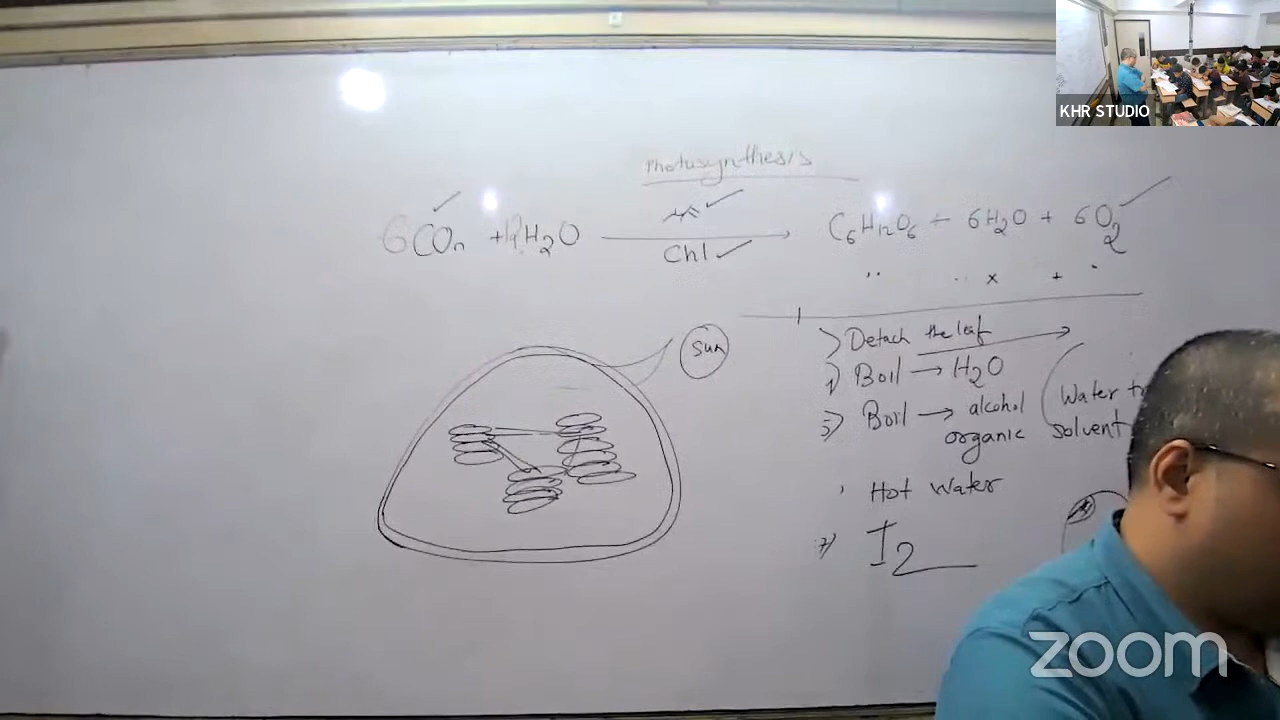 KHR STUDIO
Photosynthesis
6CO₂ + 12H₂O
Chl
C₆H₁₂O₆ + 6H₂O + 6O₂
Sun
Detach the leaf
Boil → H₂O
Boil → alcohol
organic solvent
Water
Hot water
I₂
zoom